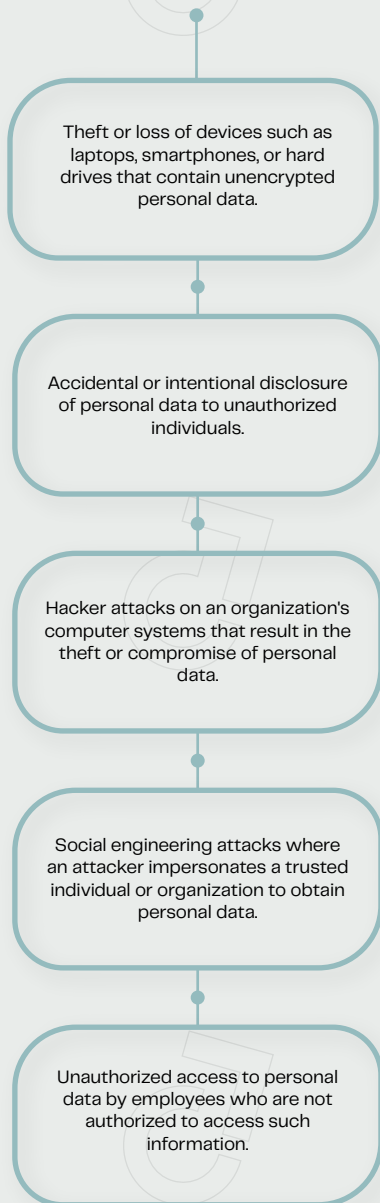 Theft or loss of devices such as
laptops, smartphones, or hard
drives that contain unencrypted
personal data.
Accidental or intentional disclosure
of personal data to unauthorized
individuals.
Hacker attacks on an organization's
computer systems that result in the
theft or compromise of personal
data.
Social engineering attacks where
an attacker impersonates a trusted
individual or organization to obtain
personal data.
Unauthorized access to personal
data by employees who are not
authorized to access such
information.